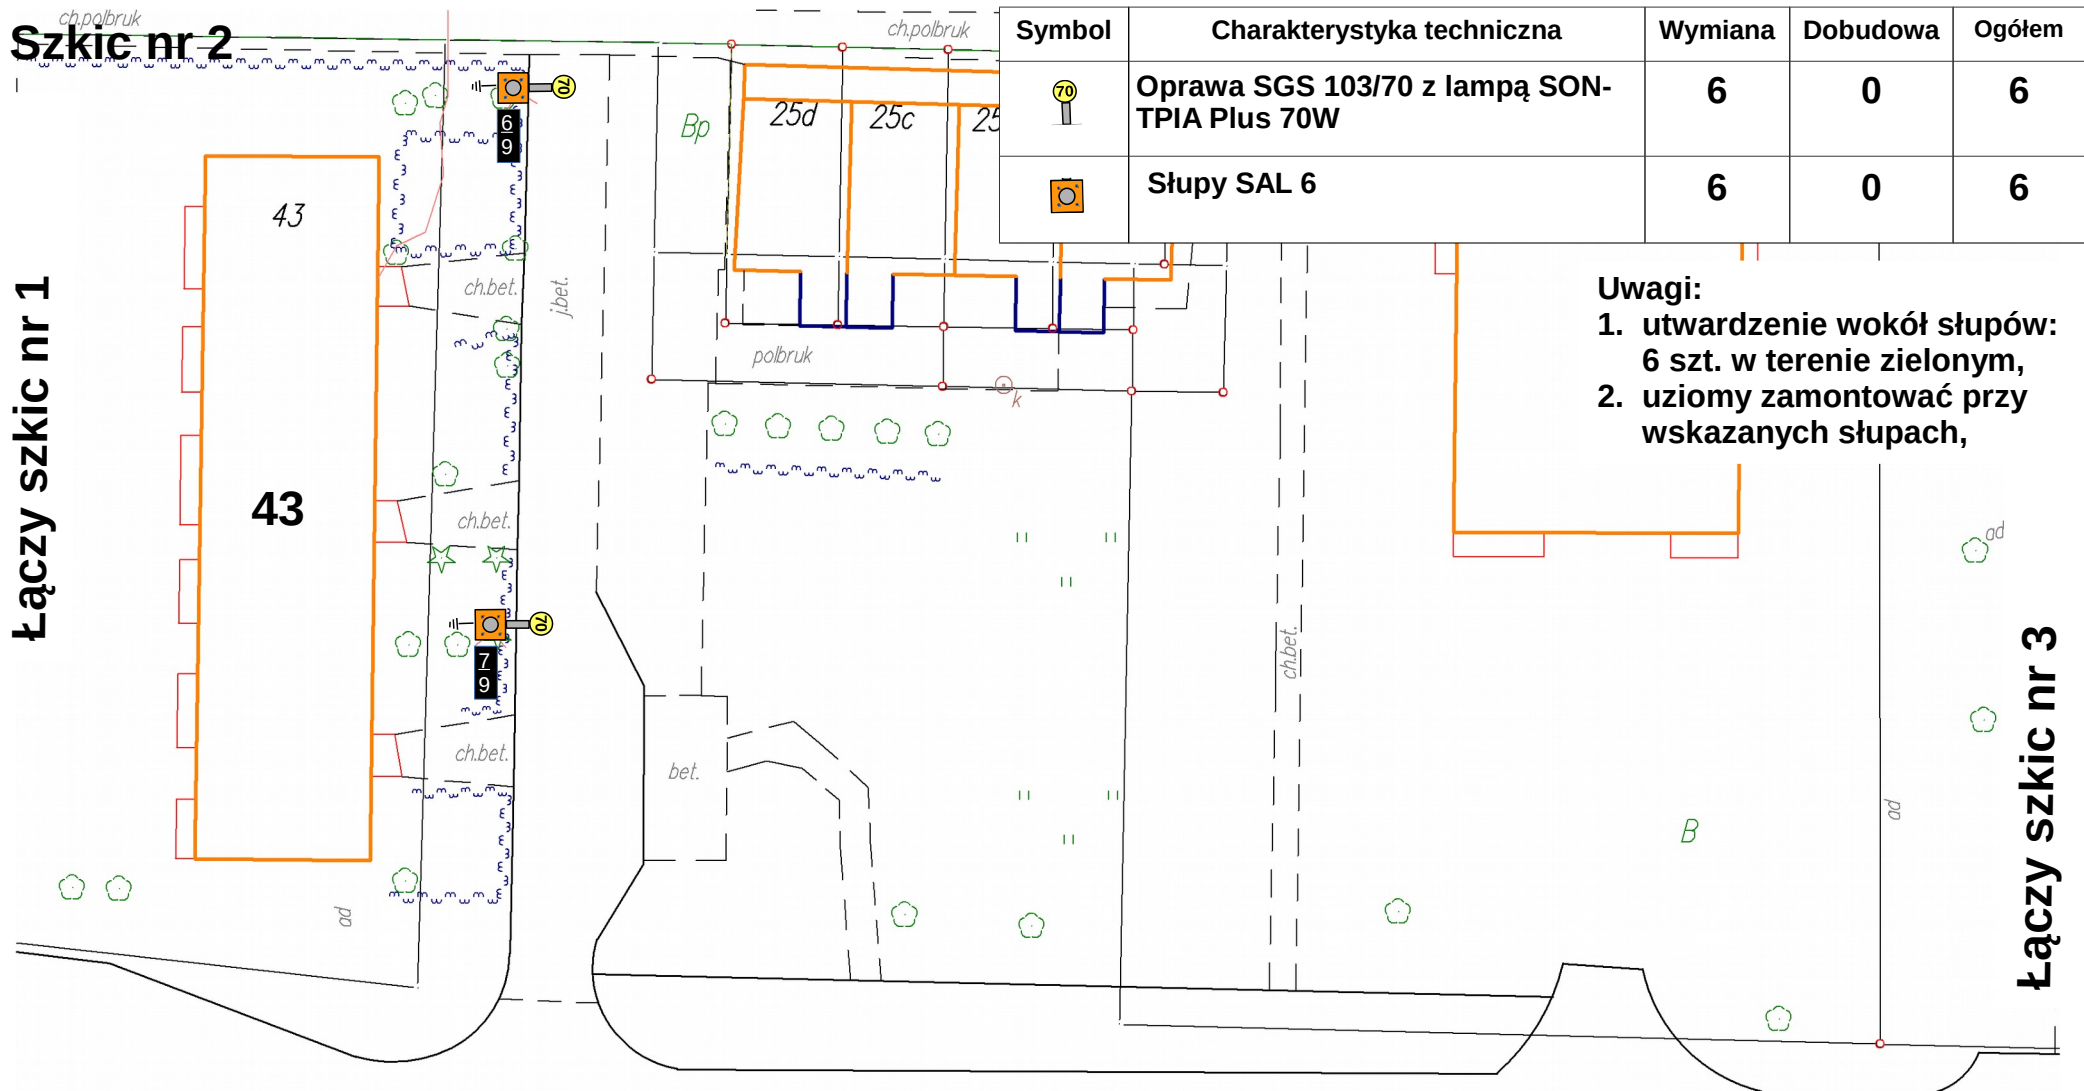 Szkic nr 2
ch.polbruk
ch.polbruk
Symbol Charakterystyka techniczna Wymiana Dobudowa Ogółem
70 Oprawa SGS 103/70 z lampą SON-
TPIA Plus 70W 6 0 6
Słupy SAL 6 6 0 6
Uwagi:
1. utwardzenie wokół słupów:
6 szt. w terenie zielonym,
2. uziomy zamontować przy
wskazanych słupach,
Łączy szkic nr 1
Łączy szkic nr 3
70
6
9
Bp
25d
25c
25
43
ch.bet.
j.bet.
polbruk
k
43
ch.bet.
70
7
9
ch.bet.
bet.
ch.bet.
ad
ad
ad
B